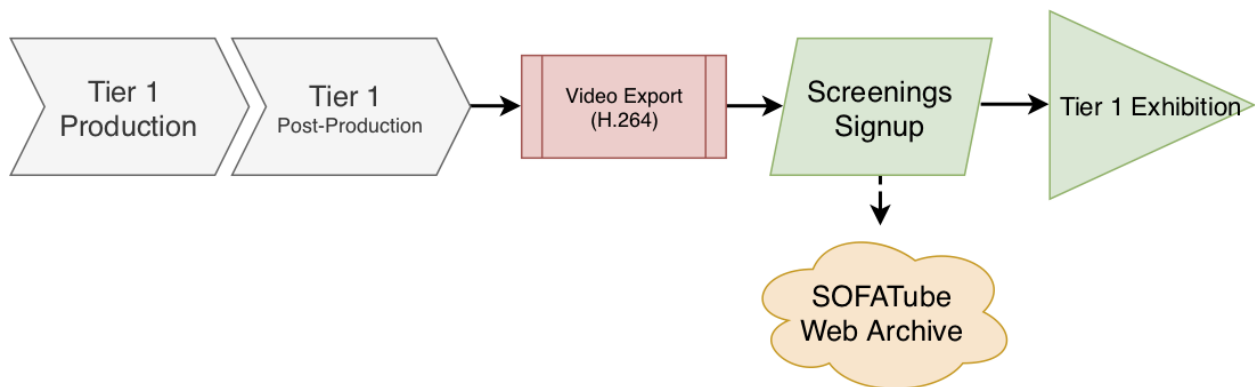 Tier 1
Production
Tier 1
Post-Production
Video Export
(H.264)
Screenings
Signup
Tier 1 Exhibition
SOFATube
Web Archive